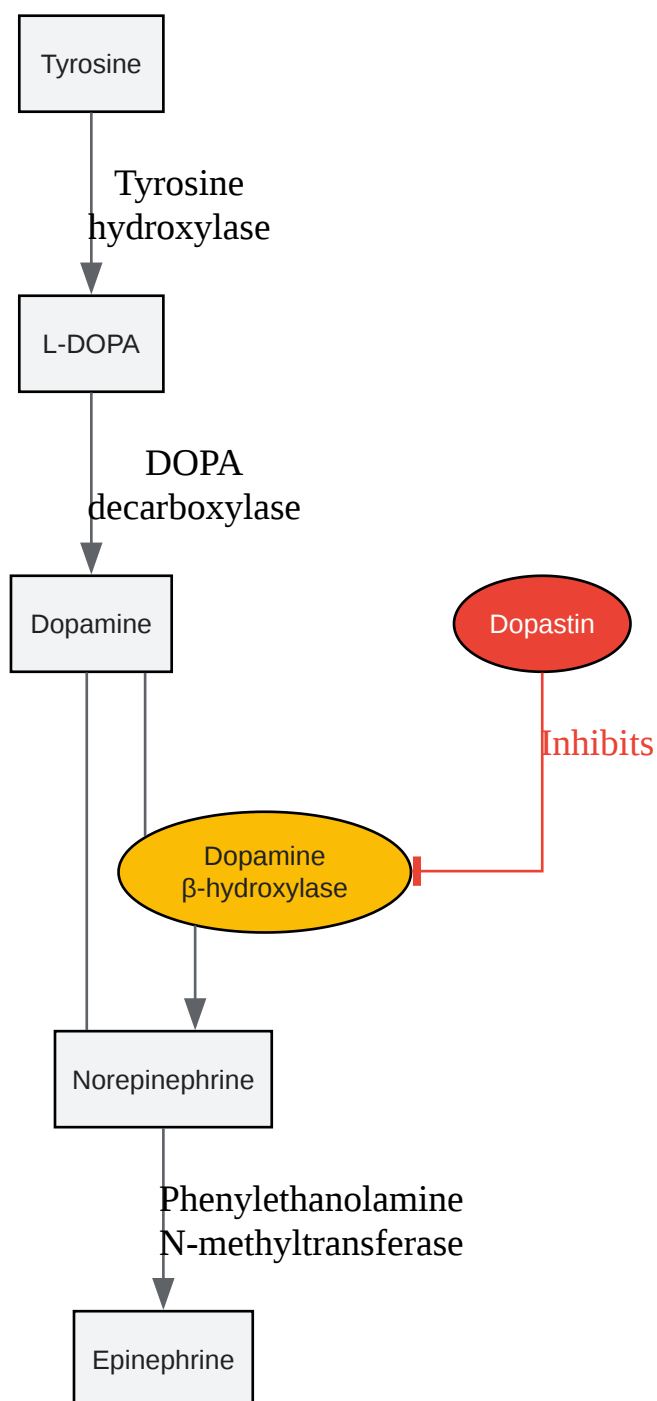 Tyrosine
Tyrosine
hydroxylase
L-DOPA
DOPA
decarboxylase
Dopamine
Dopastin
Inhibits
Dopamine
β-hydroxylase
Norepinephrine
Phenylethanolamine
N-methyltransferase
Epinephrine